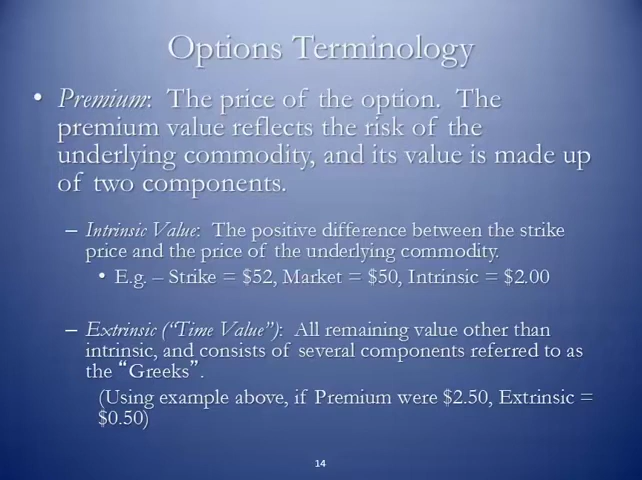 Options Terminology
• Premium: The price of the option. The
premium value reflects the risk of the
underlying commodity, and its value is made up
of two components.
– Intrinsic Value: The positive difference between the strike
price and the price of the underlying commodity.
• E.g. – Strike = $52, Market = $50, Intrinsic = $2.00
– Extrinsic (“Time Value”): All remaining value other than
intrinsic, and consists of several components referred to as
the “Greeks”.
(Using example above, if Premium were $2.50, Extrinsic =
$0.50)
14